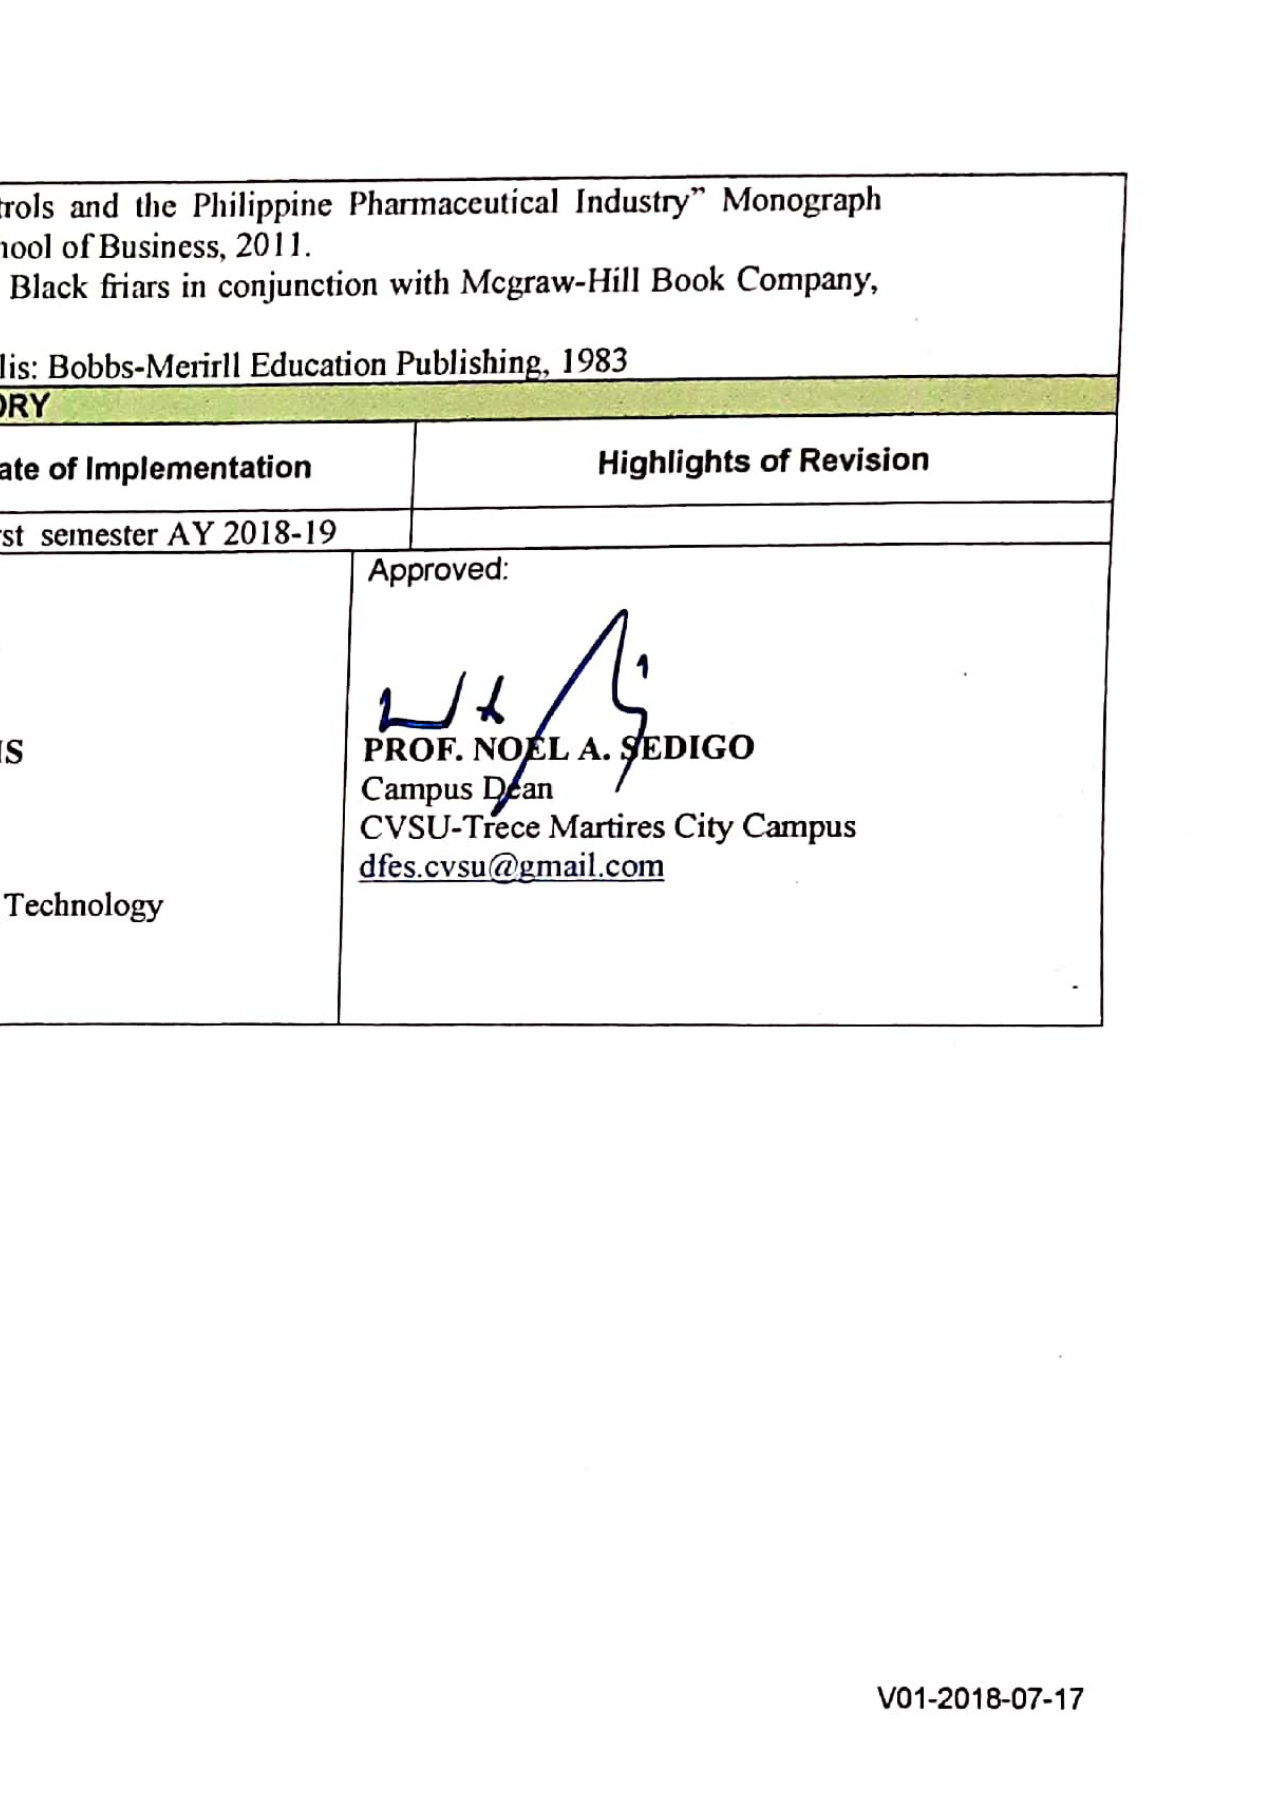 trols and the Philippine Pharmaceutical Industry” Monograph
hool of Business, 2011.
Black friars in conjunction with Mcgraw-Hill Book Company,
lis: Bobbs-Merirll Education Publishing, 1983
ORY
ate of Implementation
Highlights of Revision
rst semester AY 2018-19
Approved:
IS
PROF. NOEL A. SEDIGO
Campus Dean
CVSU-Trece Martires City Campus
dfes.cvsu@gmail.com
Technology
V01-2018-07-17